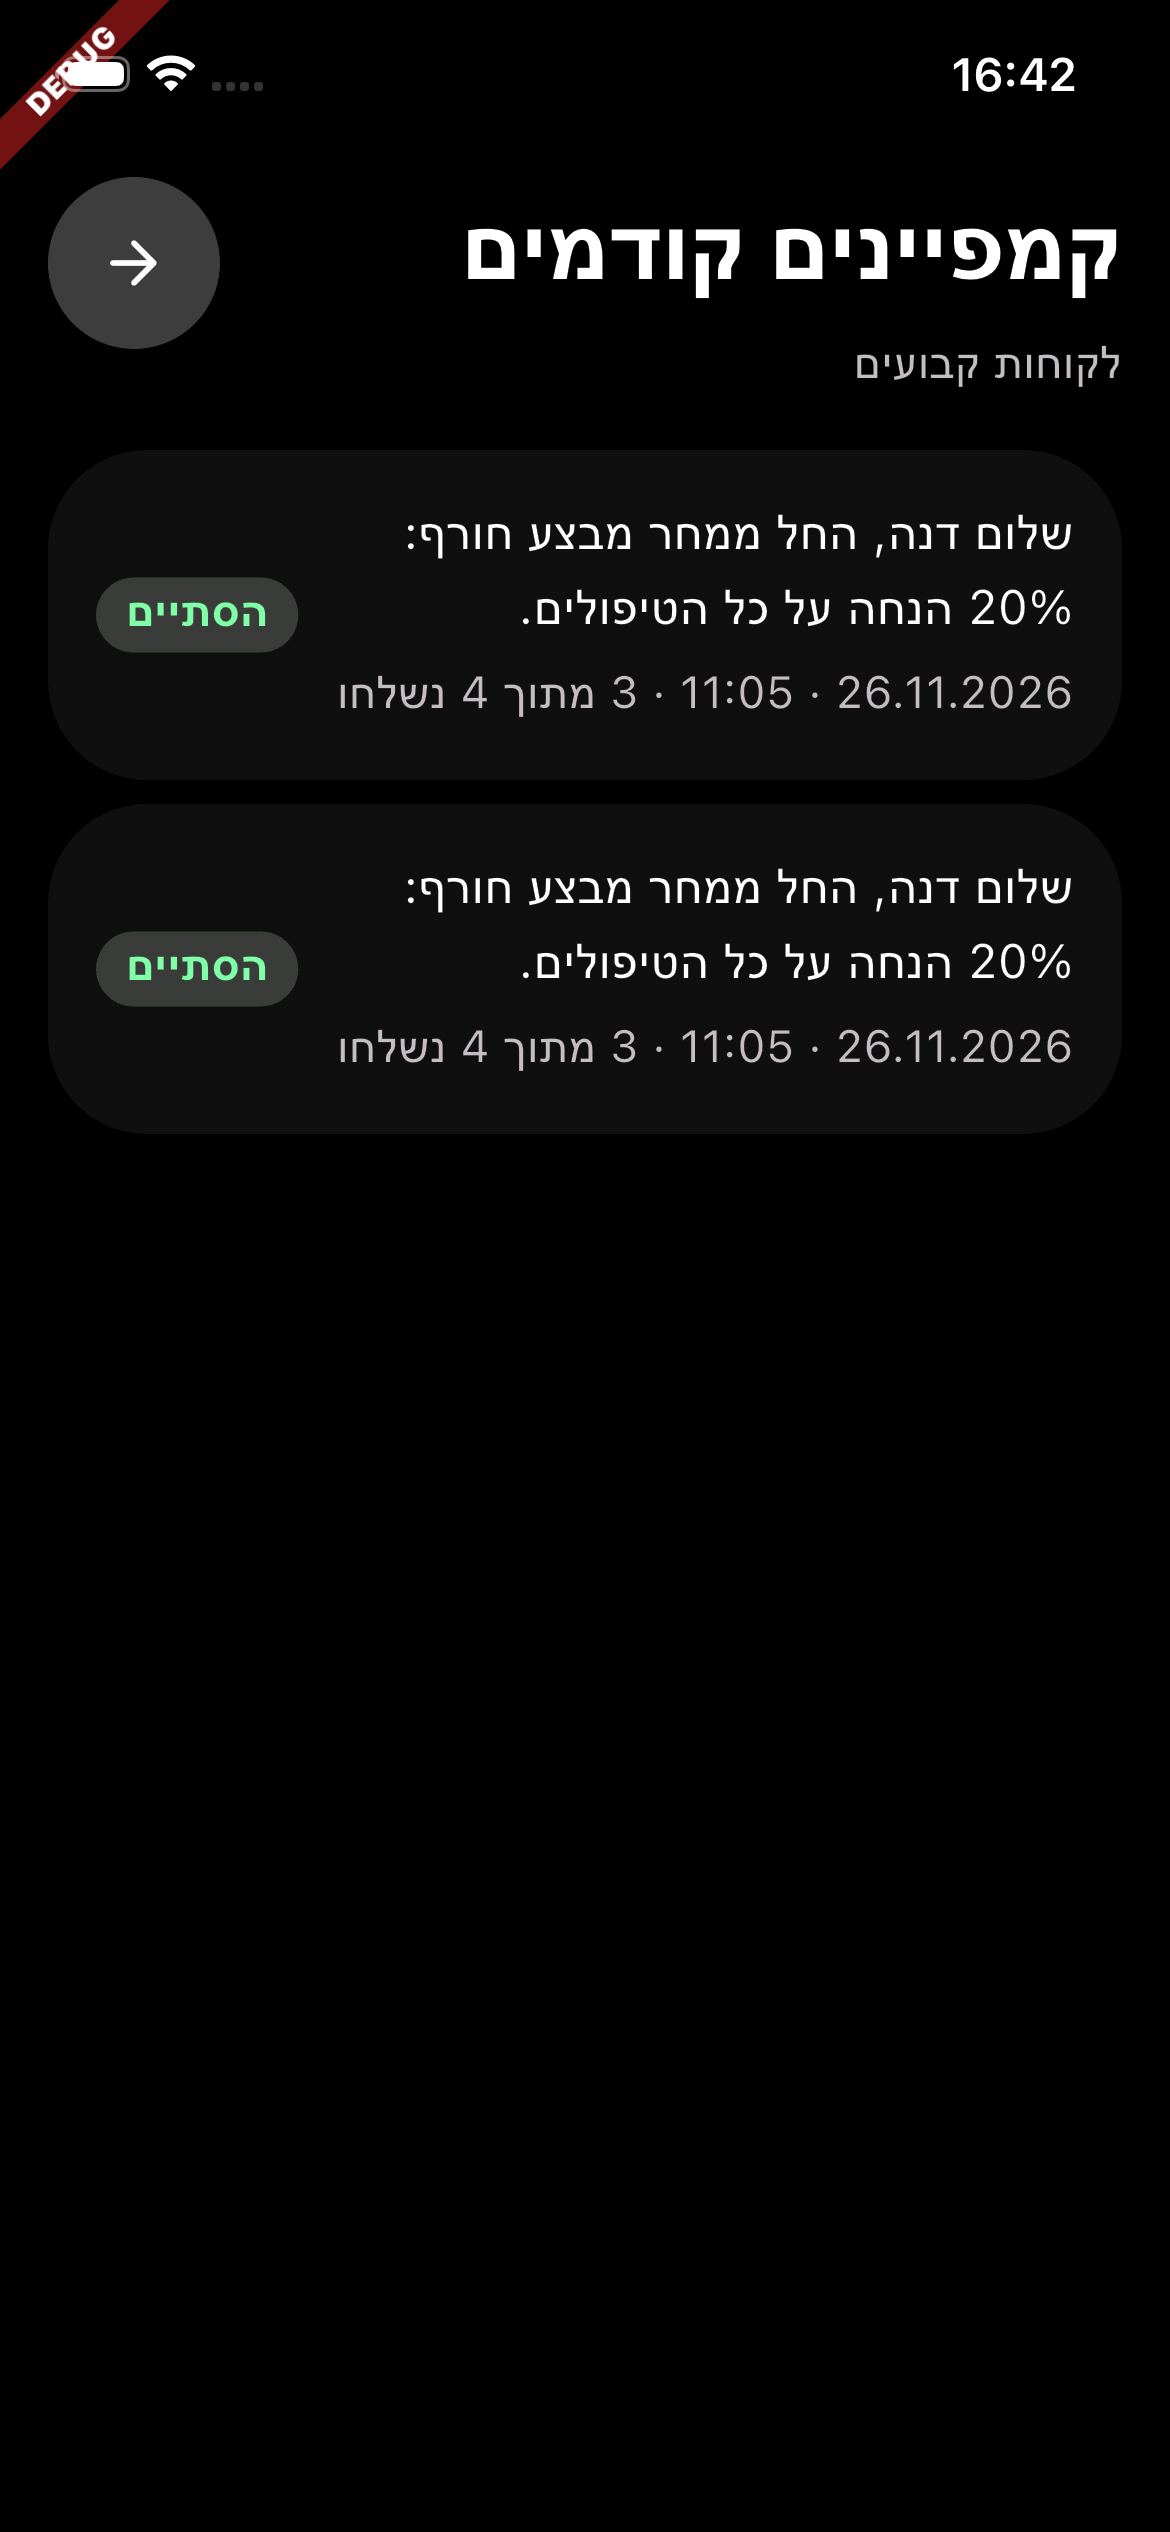 DEBUG
16:42
קמפיינים קודמים
לקוחות קבועים
שלום דנה, החל ממחר מבצע חורף:
20% הנחה על כל הטיפולים.
הסתיים
26.11.2026 · 11:05 · 3 מתוך 4 נשלחו
שלום דנה, החל ממחר מבצע חורף:
20% הנחה על כל הטיפולים.
הסתיים
26.11.2026 · 11:05 · 3 מתוך 4 נשלחו